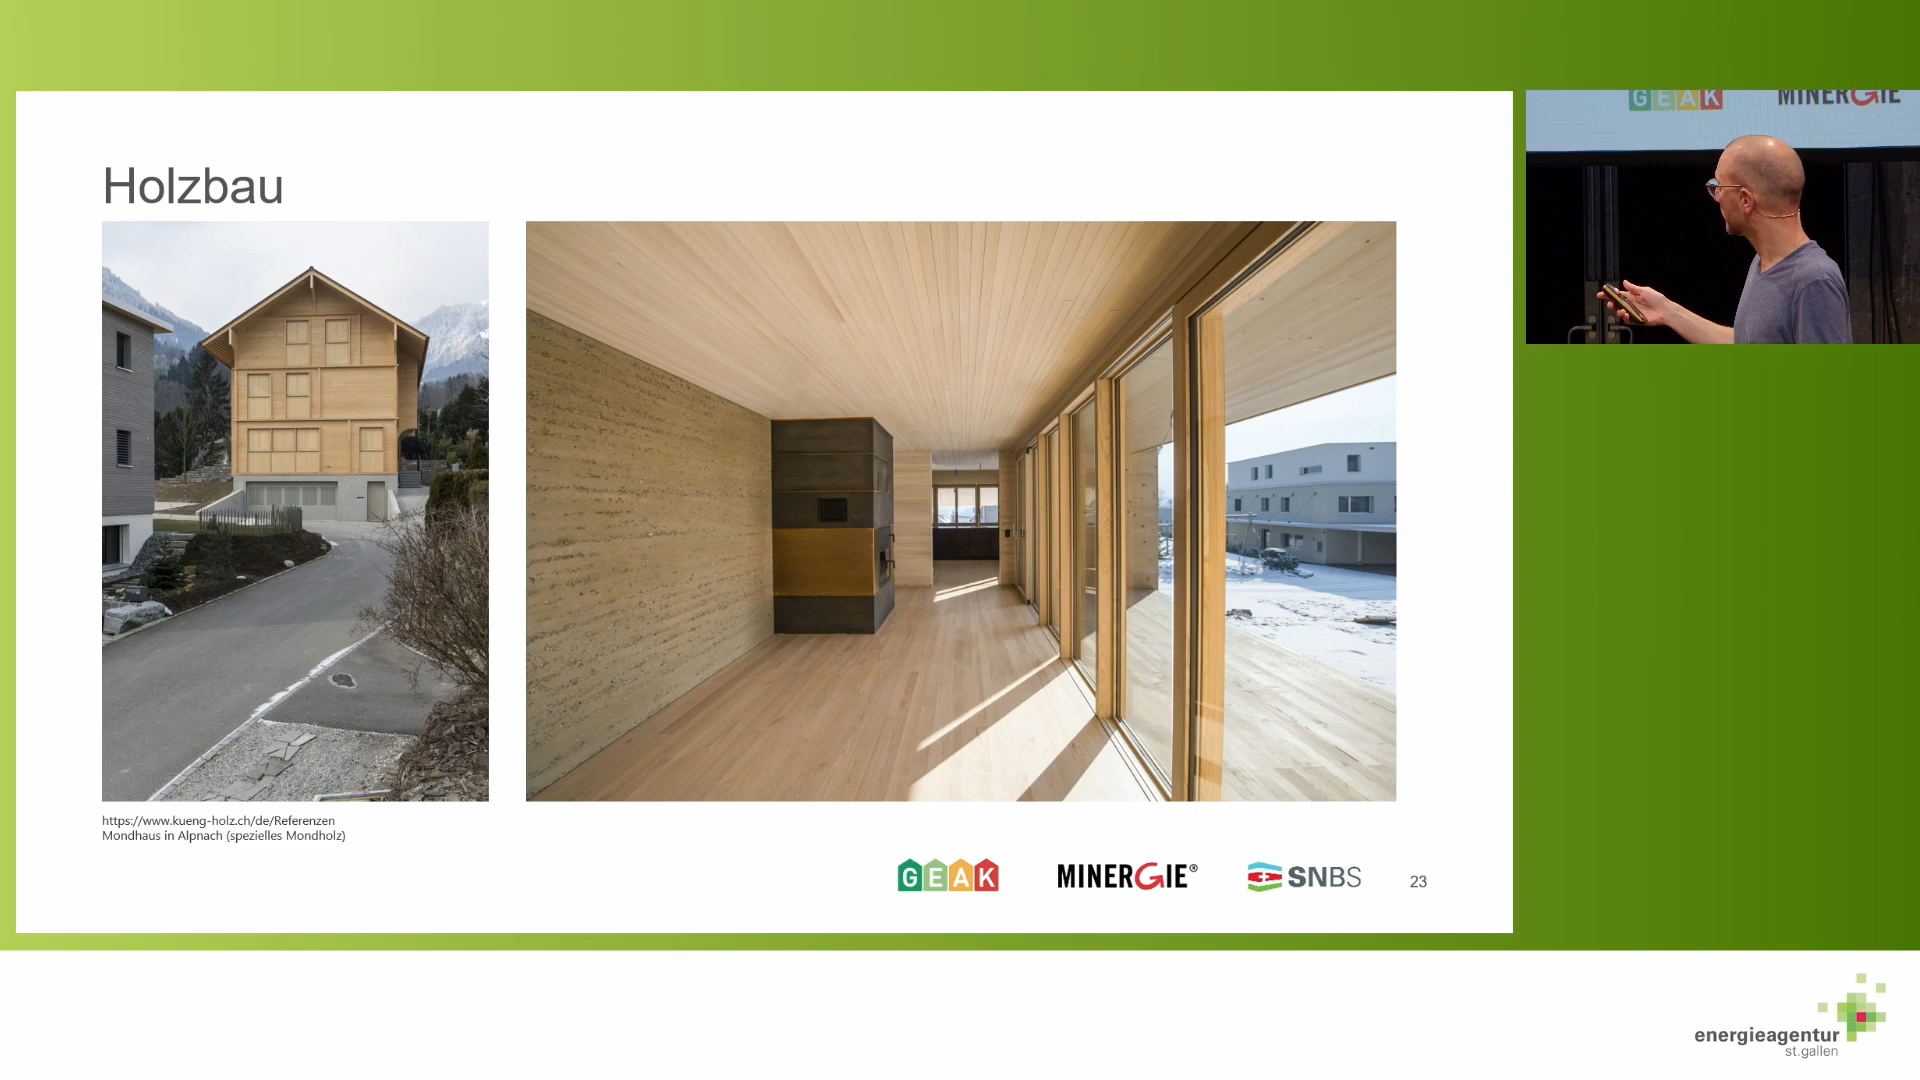 GEAK MINERGIE
Holzbau
https://www.kueng-holz.ch/de/Referenzen
Mondhaus in Alpnach (spezielles Mondholz)
GEAK MINERGIE® SNBS 23
energieagentur
st.gallen